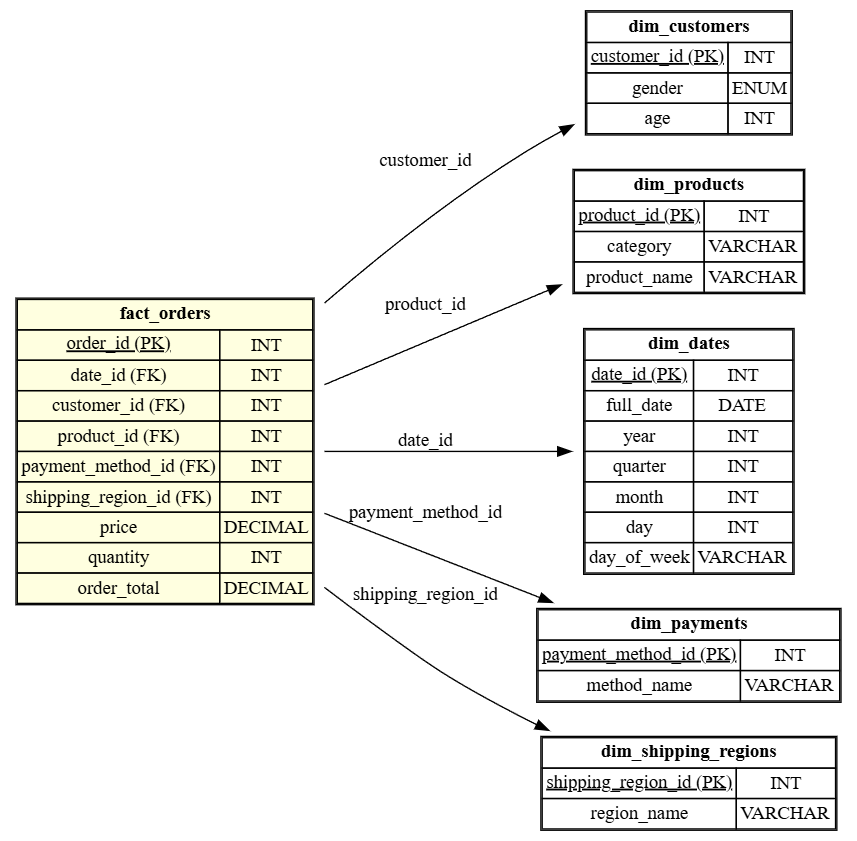 dim_customers
customer_id (PK) INT
gender ENUM
age INT
customer_id
dim_products
product_id (PK) INT
category VARCHAR
product_name VARCHAR
product_id
fact_orders
order_id (PK) INT
date_id (FK) INT
customer_id (FK) INT
product_id (FK) INT
payment_method_id (FK) INT
shipping_region_id (FK) INT
price DECIMAL
quantity INT
order_total DECIMAL
dim_dates
date_id (PK) INT
full_date DATE
year INT
quarter INT
month INT
day INT
day_of_week VARCHAR
date_id
payment_method_id
shipping_region_id
dim_payments
payment_method_id (PK) INT
method_name VARCHAR
dim_shipping_regions
shipping_region_id (PK) INT
region_name VARCHAR